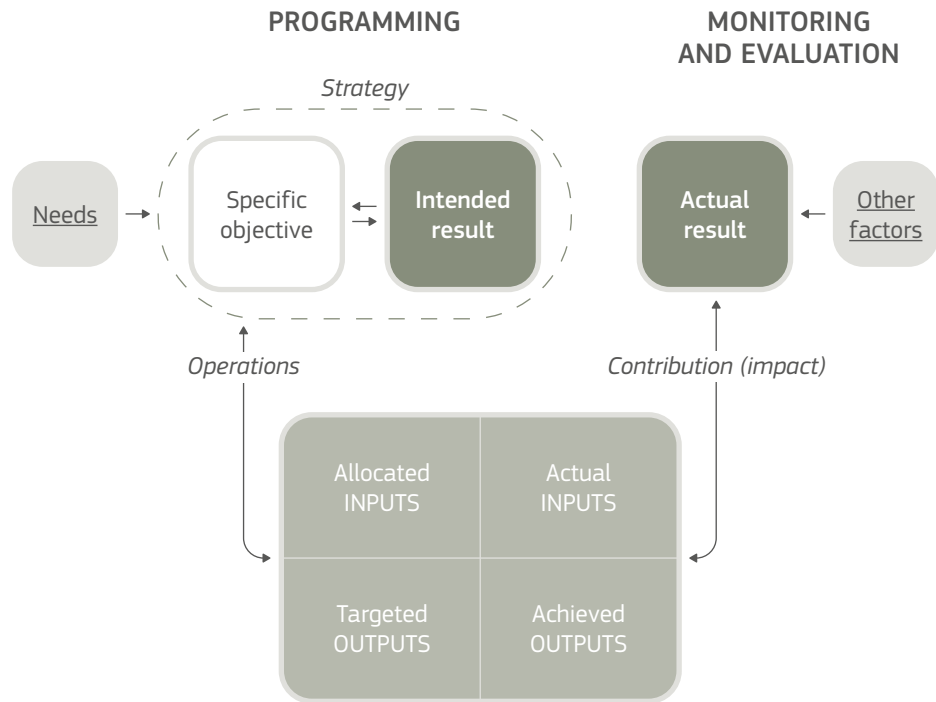 PROGRAMMING
MONITORING
AND EVALUATION
Strategy
Needs
Specific
objective
Intended
result
Actual
result
Other
factors
Operations
Contribution (impact)
Allocated
INPUTS
Actual
INPUTS
Targeted
OUTPUTS
Achieved
OUTPUTS